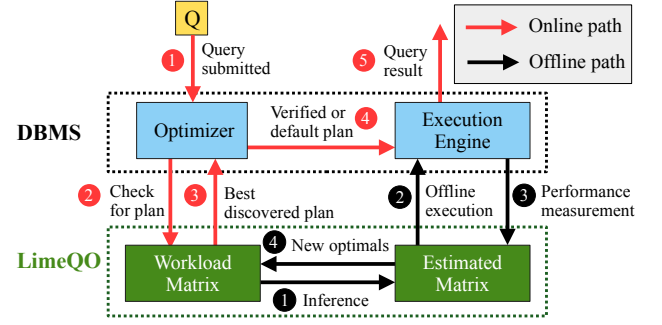 Q
1
Query
submitted
5
Query
result
Online path
Offline path
DBMS
Optimizer
Verified or
default plan
4
Execution
Engine
2
Check
for plan
3
Best
discovered plan
2
Offline
execution
3
Performance
measurement
LimeQO
Workload
Matrix
4 New optimals
1 Inference
Estimated
Matrix